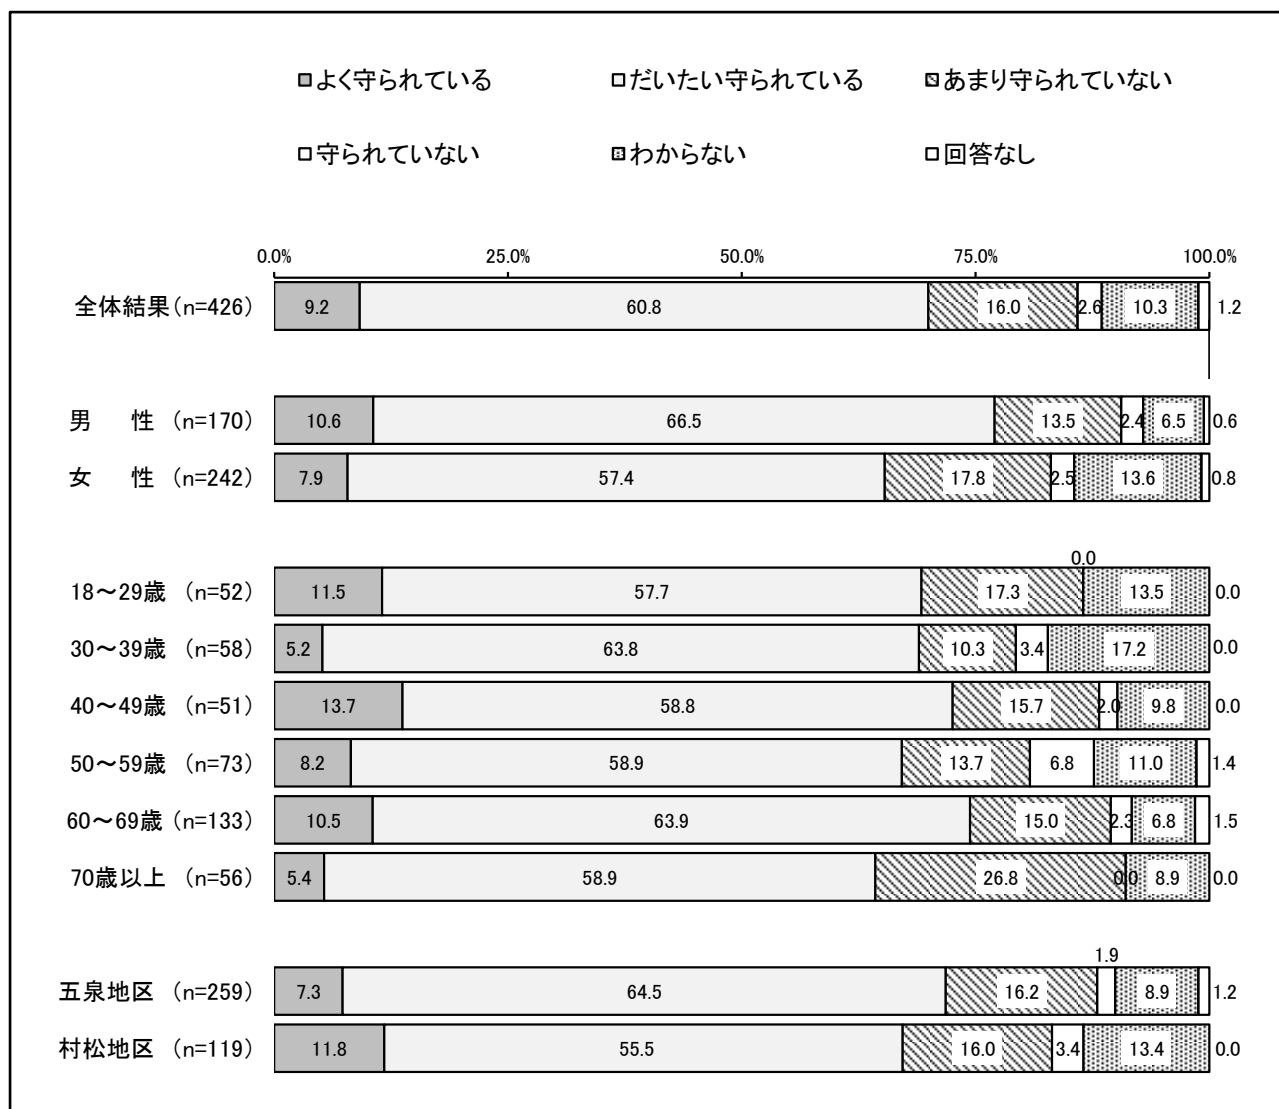 よく守られている だいたい守られている あまり守られていない
守られていない わからない 回答なし
0.0% 25.0% 50.0% 75.0% 100.0%
全体結果(n=426) 9.2 60.8 16.0 2.6 10.3 1.2
男 性 (n=170) 10.6 66.5 13.5 2.4 6.5 0.6
女 性 (n=242) 7.9 57.4 17.8 2.5 13.6 0.8
0.0
18～29歳 (n=52) 11.5 57.7 17.3 13.5 0.0
30～39歳 (n=58) 5.2 63.8 10.3 3.4 17.2 0.0
40～49歳 (n=51) 13.7 58.8 15.7 2.0 9.8 0.0
50～59歳 (n=73) 8.2 58.9 13.7 6.8 11.0 1.4
60～69歳 (n=133) 10.5 63.9 15.0 2.3 6.8 1.5
70歳以上 (n=56) 5.4 58.9 26.8 0.0 8.9 0.0
1.9
五泉地区 (n=259) 7.3 64.5 16.2 8.9 1.2
村松地区 (n=119) 11.8 55.5 16.0 3.4 13.4 0.0